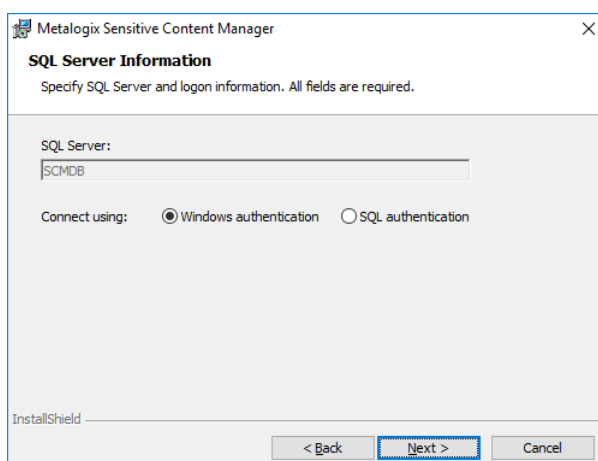 Metalogix Sensitive Content Manager
SQL Server Information
Specify SQL Server and logon information. All fields are required.
SQL Server:
SCMDB
Connect using: Windows authentication SQL authentication
InstallShield
< Back Next > Cancel